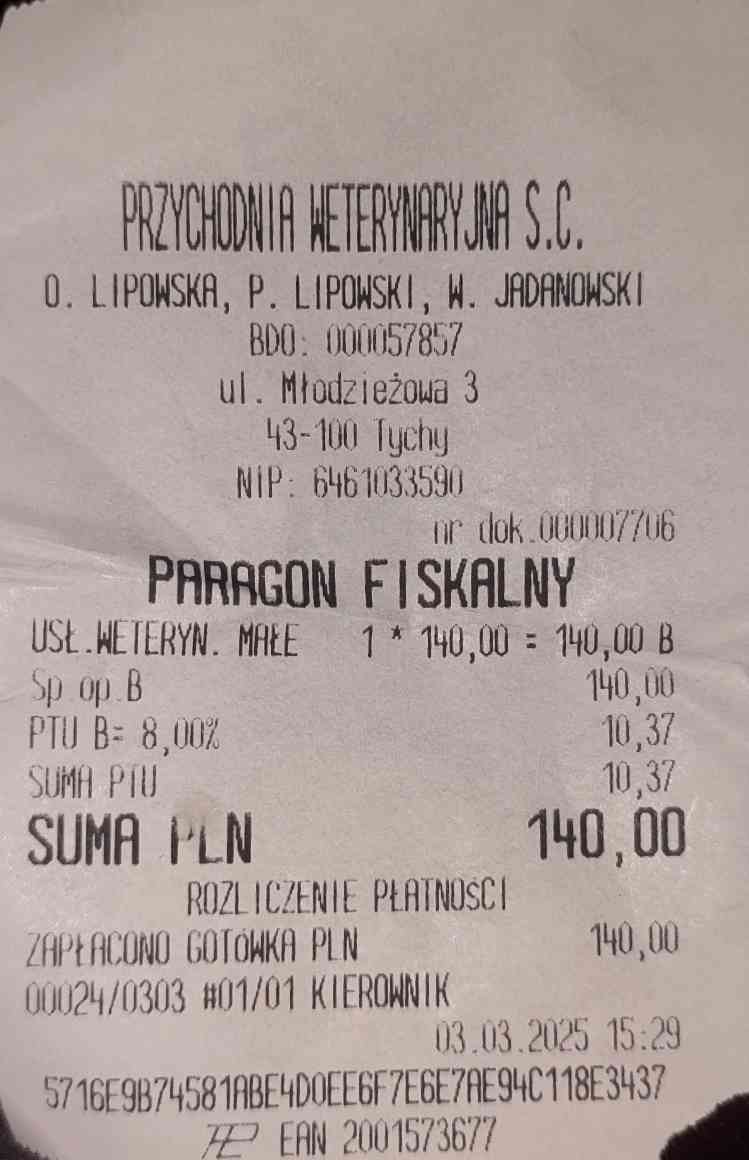 PRZYCHODNIA WETERYNARYJNA S.C.
O. LIPOWSKA, P. LIPOWSKI, W. JADANOWSKI
BDO: 000057857
ul. Młodzieżowa 3
43-100 Tychy
NIP: 6461033590
nr dok.000007706
PARAGON FISKALNY
USŁ.WETERYN. MAŁE 1 * 140,00 = 140,00 B
Sp.op.B 140,00
PTU B= 8,00% 10,37
SUMA PTU 10,37
SUMA PLN 140,00
ROZLICZENIE PŁATNOŚCI
ZAPŁACONO GOTÓWKA PLN 140,00
00024/0303 #01/01 KIEROWNIK
03.03.2025 15:29
5716E9B74581ABE4D0EE6F7E6E7AE94C118E3437
EAN 2001573677